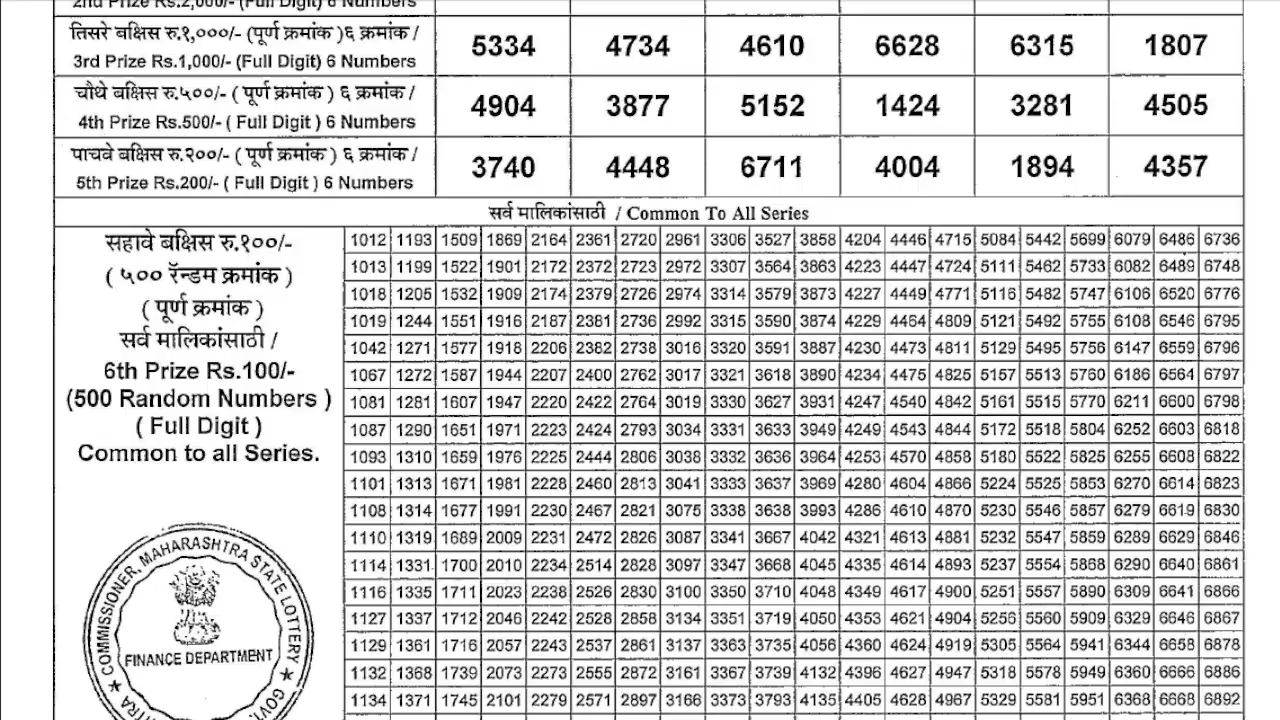 2nd Prize Rs.2,000/- (Full Digit) 6 Numbers
तिसरे बक्षिस रु.१,०००/- (पूर्ण क्रमांक )६ क्रमांक /
3rd Prize Rs.1,000/- (Full Digit) 6 Numbers
5334 4734 4610 6628 6315 1807
चौथे बक्षिस रु.५००/- ( पूर्ण क्रमांक ) ६ क्रमांक /
4th Prize Rs.500/- ( Full Digit ) 6 Numbers
4904 3877 5152 1424 3281 4505
पाचवे बक्षिस रु.२००/- ( पूर्ण क्रमांक ) ६ क्रमांक /
5th Prize Rs.200/- ( Full Digit ) 6 Numbers
3740 4448 6711 4004 1894 4357
सर्व मालिकांसाठी / Common To All Series
सहावे बक्षिस रु.१००/-
( ५०० रॅन्डम क्रमांक )
(पूर्ण क्रमांक )
सर्व मालिकांसाठी /
6th Prize Rs.100/-
(500 Random Numbers )
( Full Digit )
Common to all Series.
1012 1193 1509 1869 2164 2361 2720 2961 3306 3527 3858 4204 4446 4715 5084 5442 5699 6079 6486 6736
1013 1199 1522 1901 2172 2372 2723 2972 3307 3564 3863 4223 4447 4724 5111 5462 5733 6082 6489 6748
1018 1205 1532 1909 2174 2379 2726 2974 3314 3579 3873 4227 4449 4771 5116 5482 5747 6106 6520 6776
1019 1244 1551 1916 2187 2381 2736 2992 3315 3590 3874 4229 4464 4809 5121 5492 5755 6108 6546 6795
1042 1271 1577 1918 2206 2382 2738 3016 3320 3591 3887 4230 4473 4811 5129 5495 5756 6147 6559 6796
1067 1272 1587 1944 2207 2400 2762 3017 3321 3618 3890 4234 4475 4825 5157 5513 5760 6186 6564 6797
1081 1281 1607 1947 2220 2422 2764 3019 3330 3627 3931 4247 4540 4842 5161 5515 5770 6211 6600 6798
1087 1290 1651 1971 2223 2424 2793 3034 3331 3633 3949 4249 4543 4844 5172 5518 5804 6252 6603 6818
1093 1310 1659 1976 2225 2444 2806 3038 3332 3636 3964 4253 4570 4858 5180 5522 5825 6255 6608 6822
1101 1313 1671 1981 2228 2460 2813 3041 3333 3637 3969 4280 4604 4866 5224 5525 5853 6270 6614 6823
1108 1314 1677 1991 2230 2467 2821 3075 3338 3638 3993 4286 4610 4870 5230 5546 5857 6279 6619 6830
1110 1319 1689 2009 2231 2472 2826 3087 3341 3667 4042 4321 4613 4881 5232 5547 5859 6289 6629 6846
1114 1331 1700 2010 2234 2514 2828 3097 3347 3668 4045 4335 4614 4893 5237 5554 5868 6290 6640 6861
1116 1335 1711 2023 2238 2526 2830 3100 3350 3710 4048 4349 4617 4900 5251 5557 5890 6309 6641 6866
1127 1337 1712 2046 2242 2528 2858 3134 3351 3719 4050 4353 4621 4904 5256 5560 5909 6329 6646 6867
1129 1361 1716 2057 2243 2537 2861 3137 3363 3735 4056 4360 4624 4919 5305 5564 5941 6344 6658 6878
1132 1368 1739 2073 2273 2555 2872 3161 3367 3739 4132 4396 4627 4947 5318 5578 5949 6360 6666 6886
1134 1371 1745 2101 2279 2571 2897 3166 3373 3793 4135 4405 4628 4967 5329 5581 5951 6368 6668 6892
COMMISSIONER, MAHARASHTRA STATE LOTTERY
FINANCE DEPARTMENT